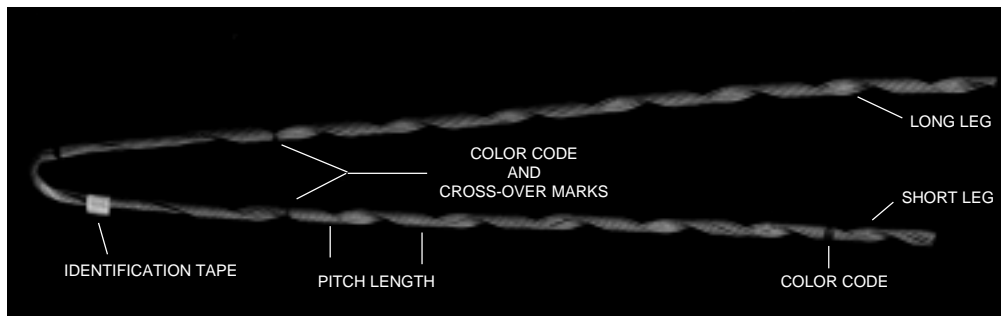 LONG LEG
COLOR CODE
AND
CROSS-OVER MARKS
SHORT LEG
IDENTIFICATION TAPE
PITCH LENGTH
COLOR CODE